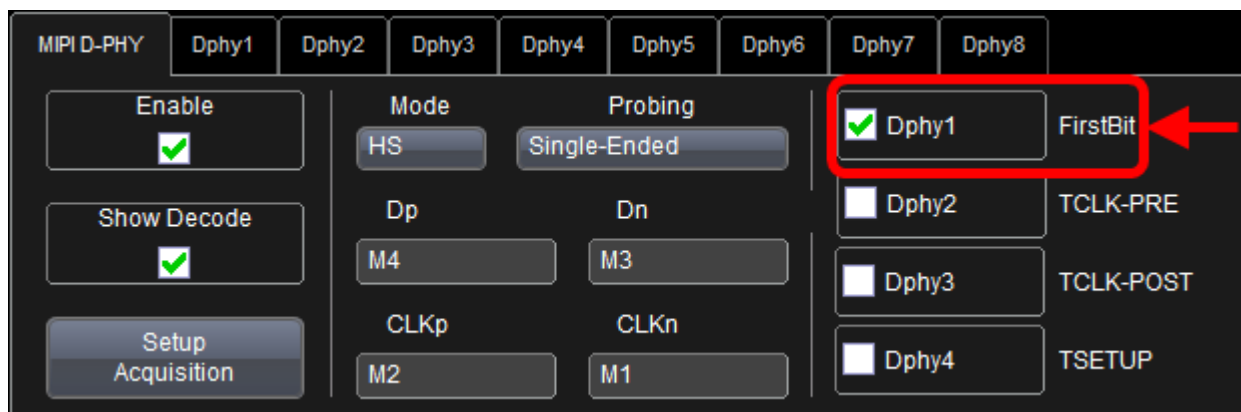 MIPI D-PHY Dphy1 Dphy2 Dphy3 Dphy4 Dphy5 Dphy6 Dphy7 Dphy8
Enable
Show Decode
Setup
Acquisition
Mode Probing
HS Single-Ended
Dp Dn
M4 M3
CLKp CLKn
M2 M1
Dphy1 FirstBit
Dphy2 TCLK-PRE
Dphy3 TCLK-POST
Dphy4 TSETUP